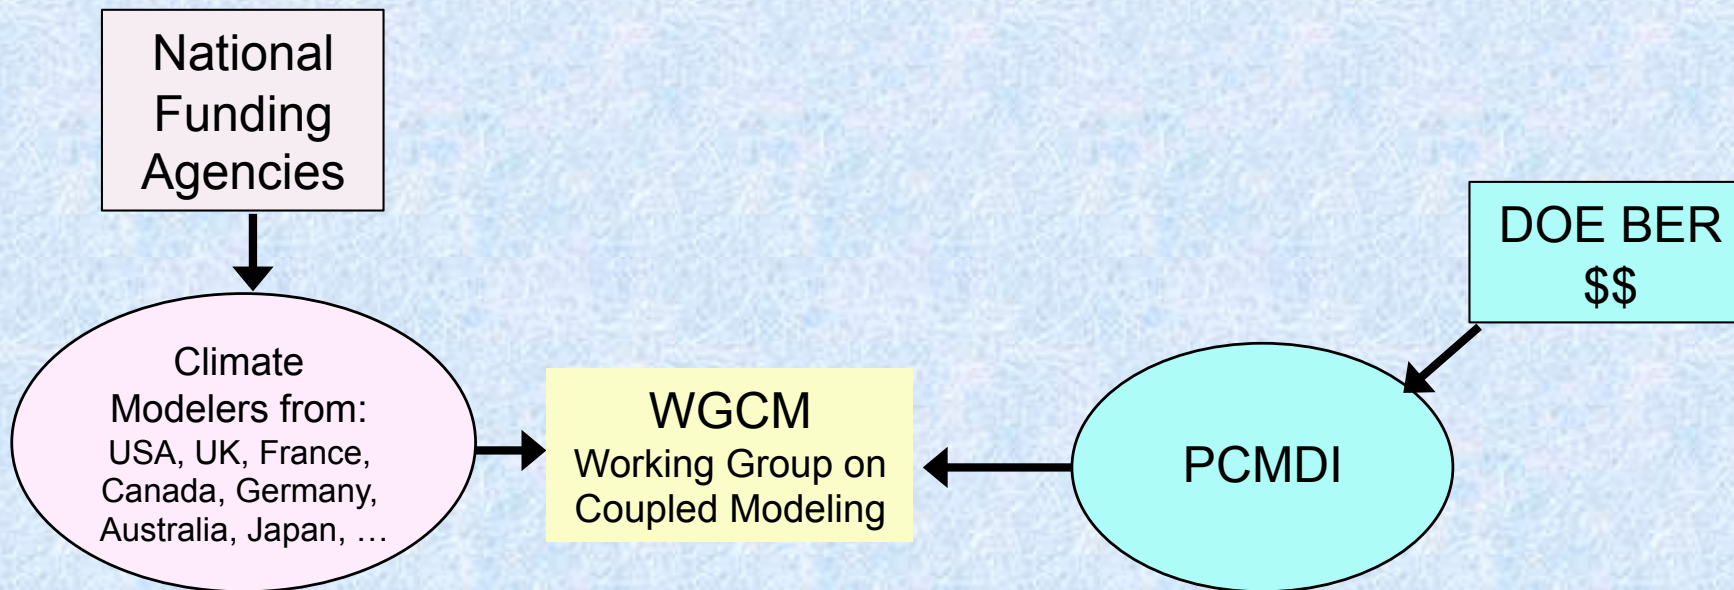 National
Funding
Agencies
Climate
Modelers from:
USA, UK, France,
Canada, Germany,
Australia, Japan, …
WGCM
Working Group on
Coupled Modeling
PCMDI
DOE BER
$$